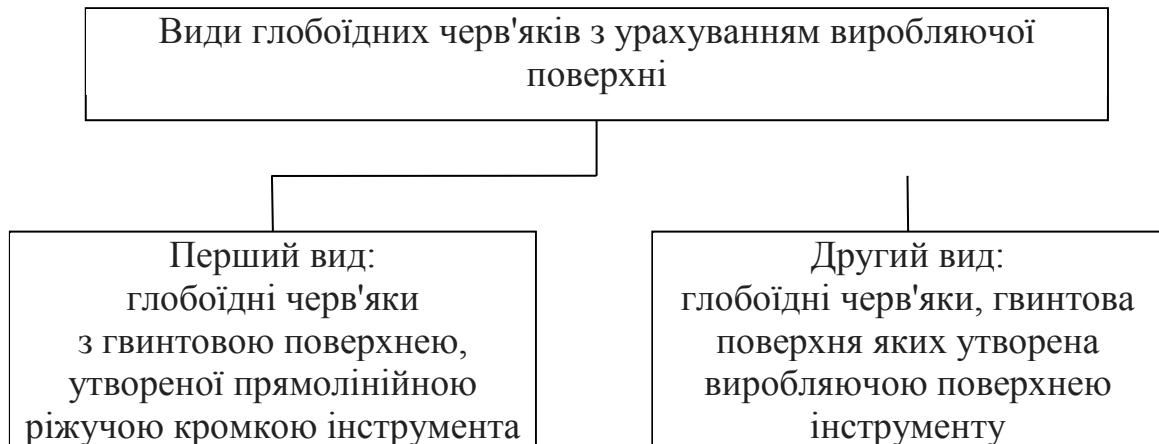 Види глобоїдних черв'яків з урахуванням виробляючої
поверхні
Перший вид:
глобоїдні черв'яки
з гвинтовою поверхнею,
утвореної прямолінійною
ріжучою кромкою інструмента
Другий вид:
глобоїдні черв'яки, гвинтова
поверхня яких утворена
виробляючою поверхнею
інструменту